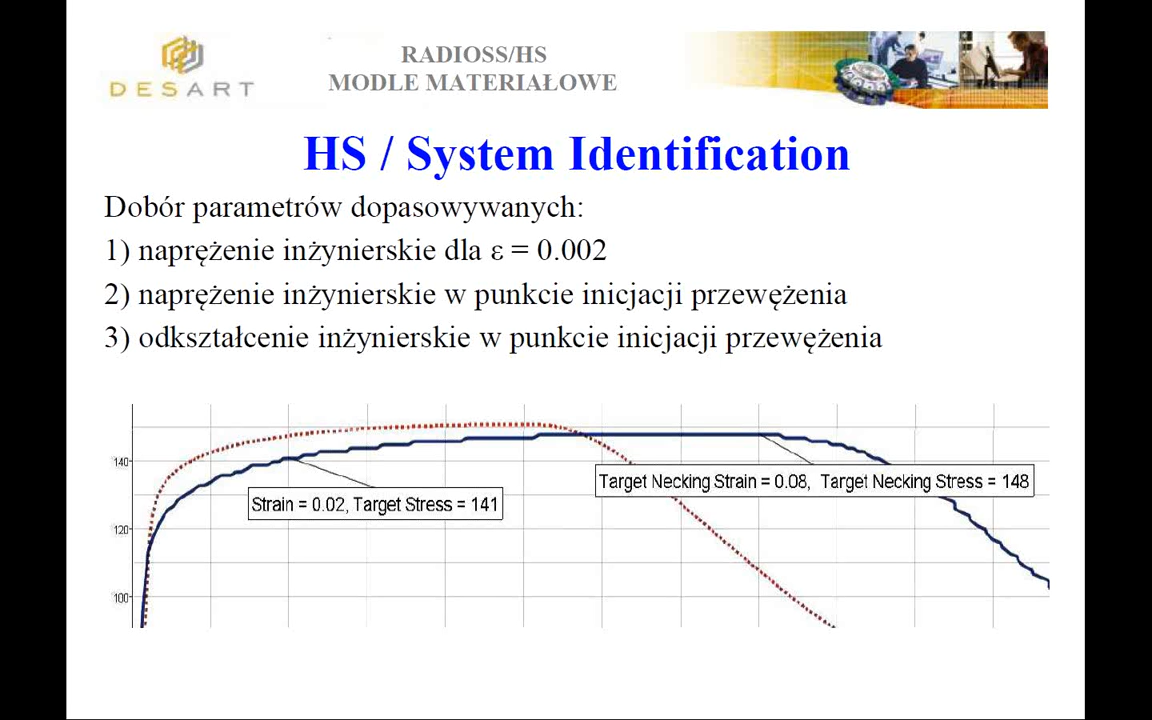 DESART
RADIOSS/HS
MODLE MATERIAŁOWE
HS / System Identification
Dobór parametrów dopasowywanych:
1) naprężenie inżynierskie dla ε = 0.002
2) naprężenie inżynierskie w punkcie inicjacji przewężenia
3) odkształcenie inżynierskie w punkcie inicjacji przewężenia
140
Target Necking Strain = 0.08, Target Necking Stress = 148
Strain = 0.02, Target Stress = 141
120
100